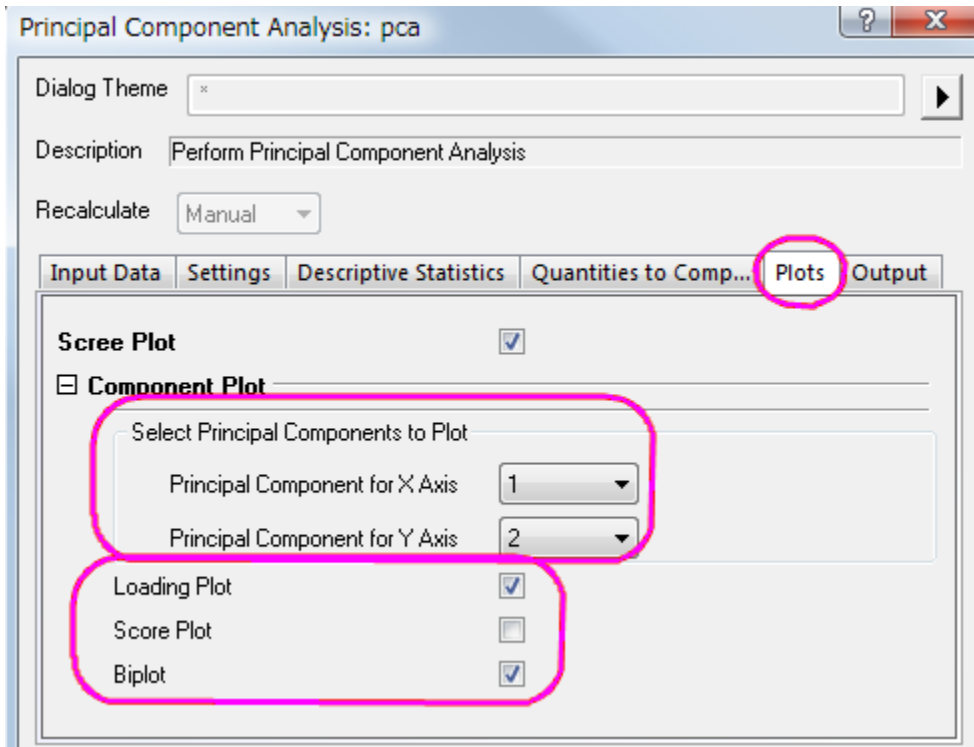 Principal Component Analysis: pca
?
X
Dialog Theme
*
Description Perform Principal Component Analysis
Recalculate Manual
Input Data Settings Descriptive Statistics Quantities to Comp... Plots Output
Scree Plot
Component Plot
Select Principal Components to Plot
Principal Component for X Axis 1
Principal Component for Y Axis 2
Loading Plot
Score Plot
Biplot